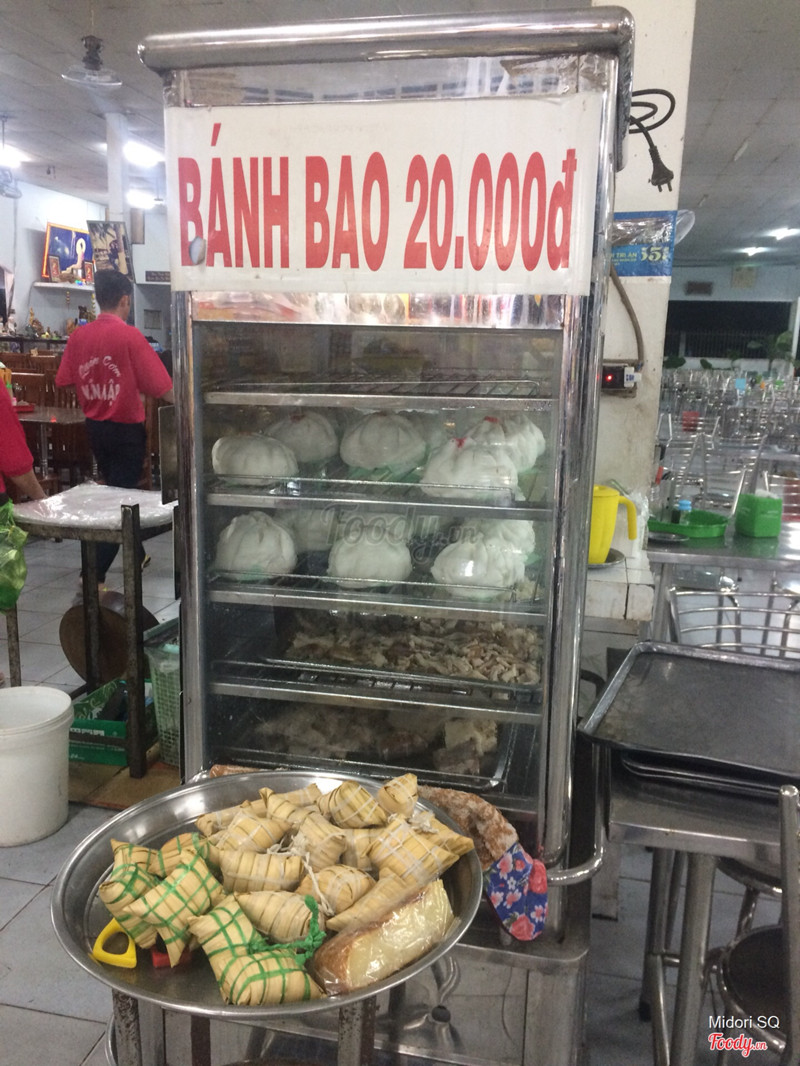 BÁNH BAO 20.000đ
Foody.vn
Midori SQ
Foody.vn